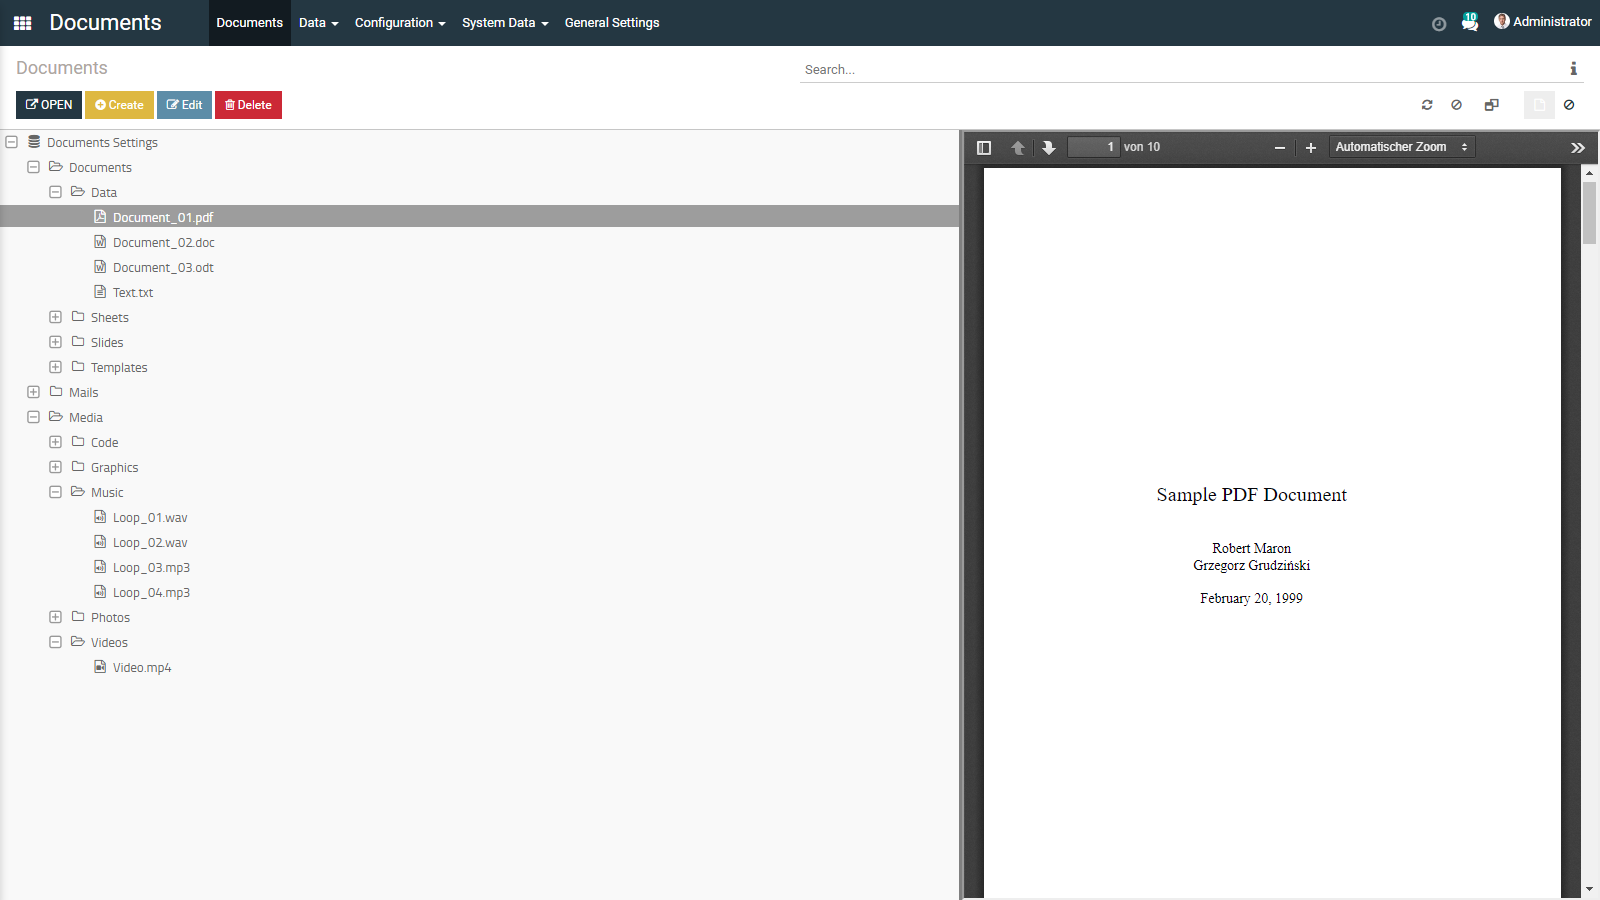 Documents Documents Data Configuration System Data General Settings 10 Administrator
Documents
Search...
OPEN Create Edit Delete
Documents Settings
Documents
Data
Document_01.pdf
Document_02.doc
Document_03.odt
Text.txt
Sheets
Slides
Templates
Mails
Media
Code
Graphics
Music
Loop_01.wav
Loop_02.wav
Loop_03.mp3
Loop_04.mp3
Photos
Videos
Video.mp4
1 von 10 Automatischer Zoom
Sample PDF Document
Robert Maron
Grzegorz Grudziński
February 20, 1999